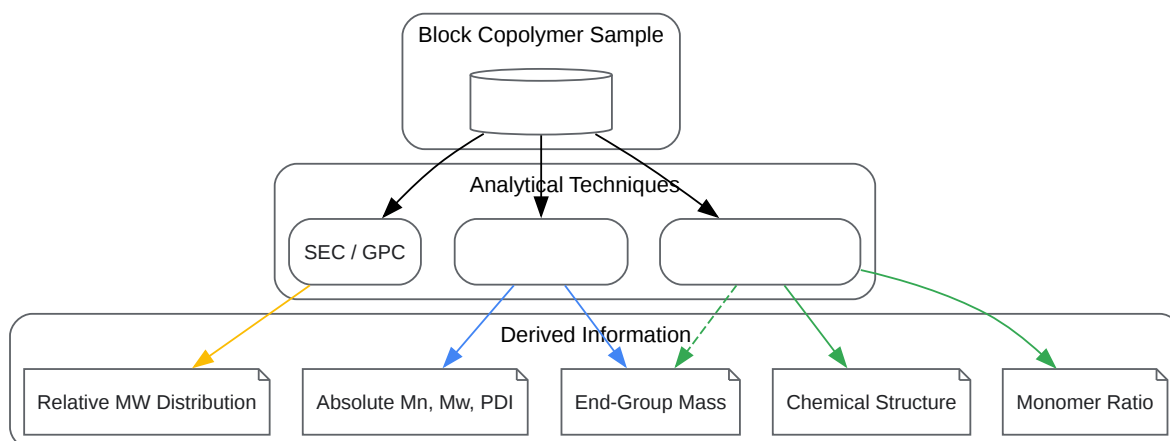 Block Copolymer Sample
Analytical Techniques
SEC / GPC
Derived Information
Relative MW Distribution
Absolute Mn, Mw, PDI
End-Group Mass
Chemical Structure
Monomer Ratio